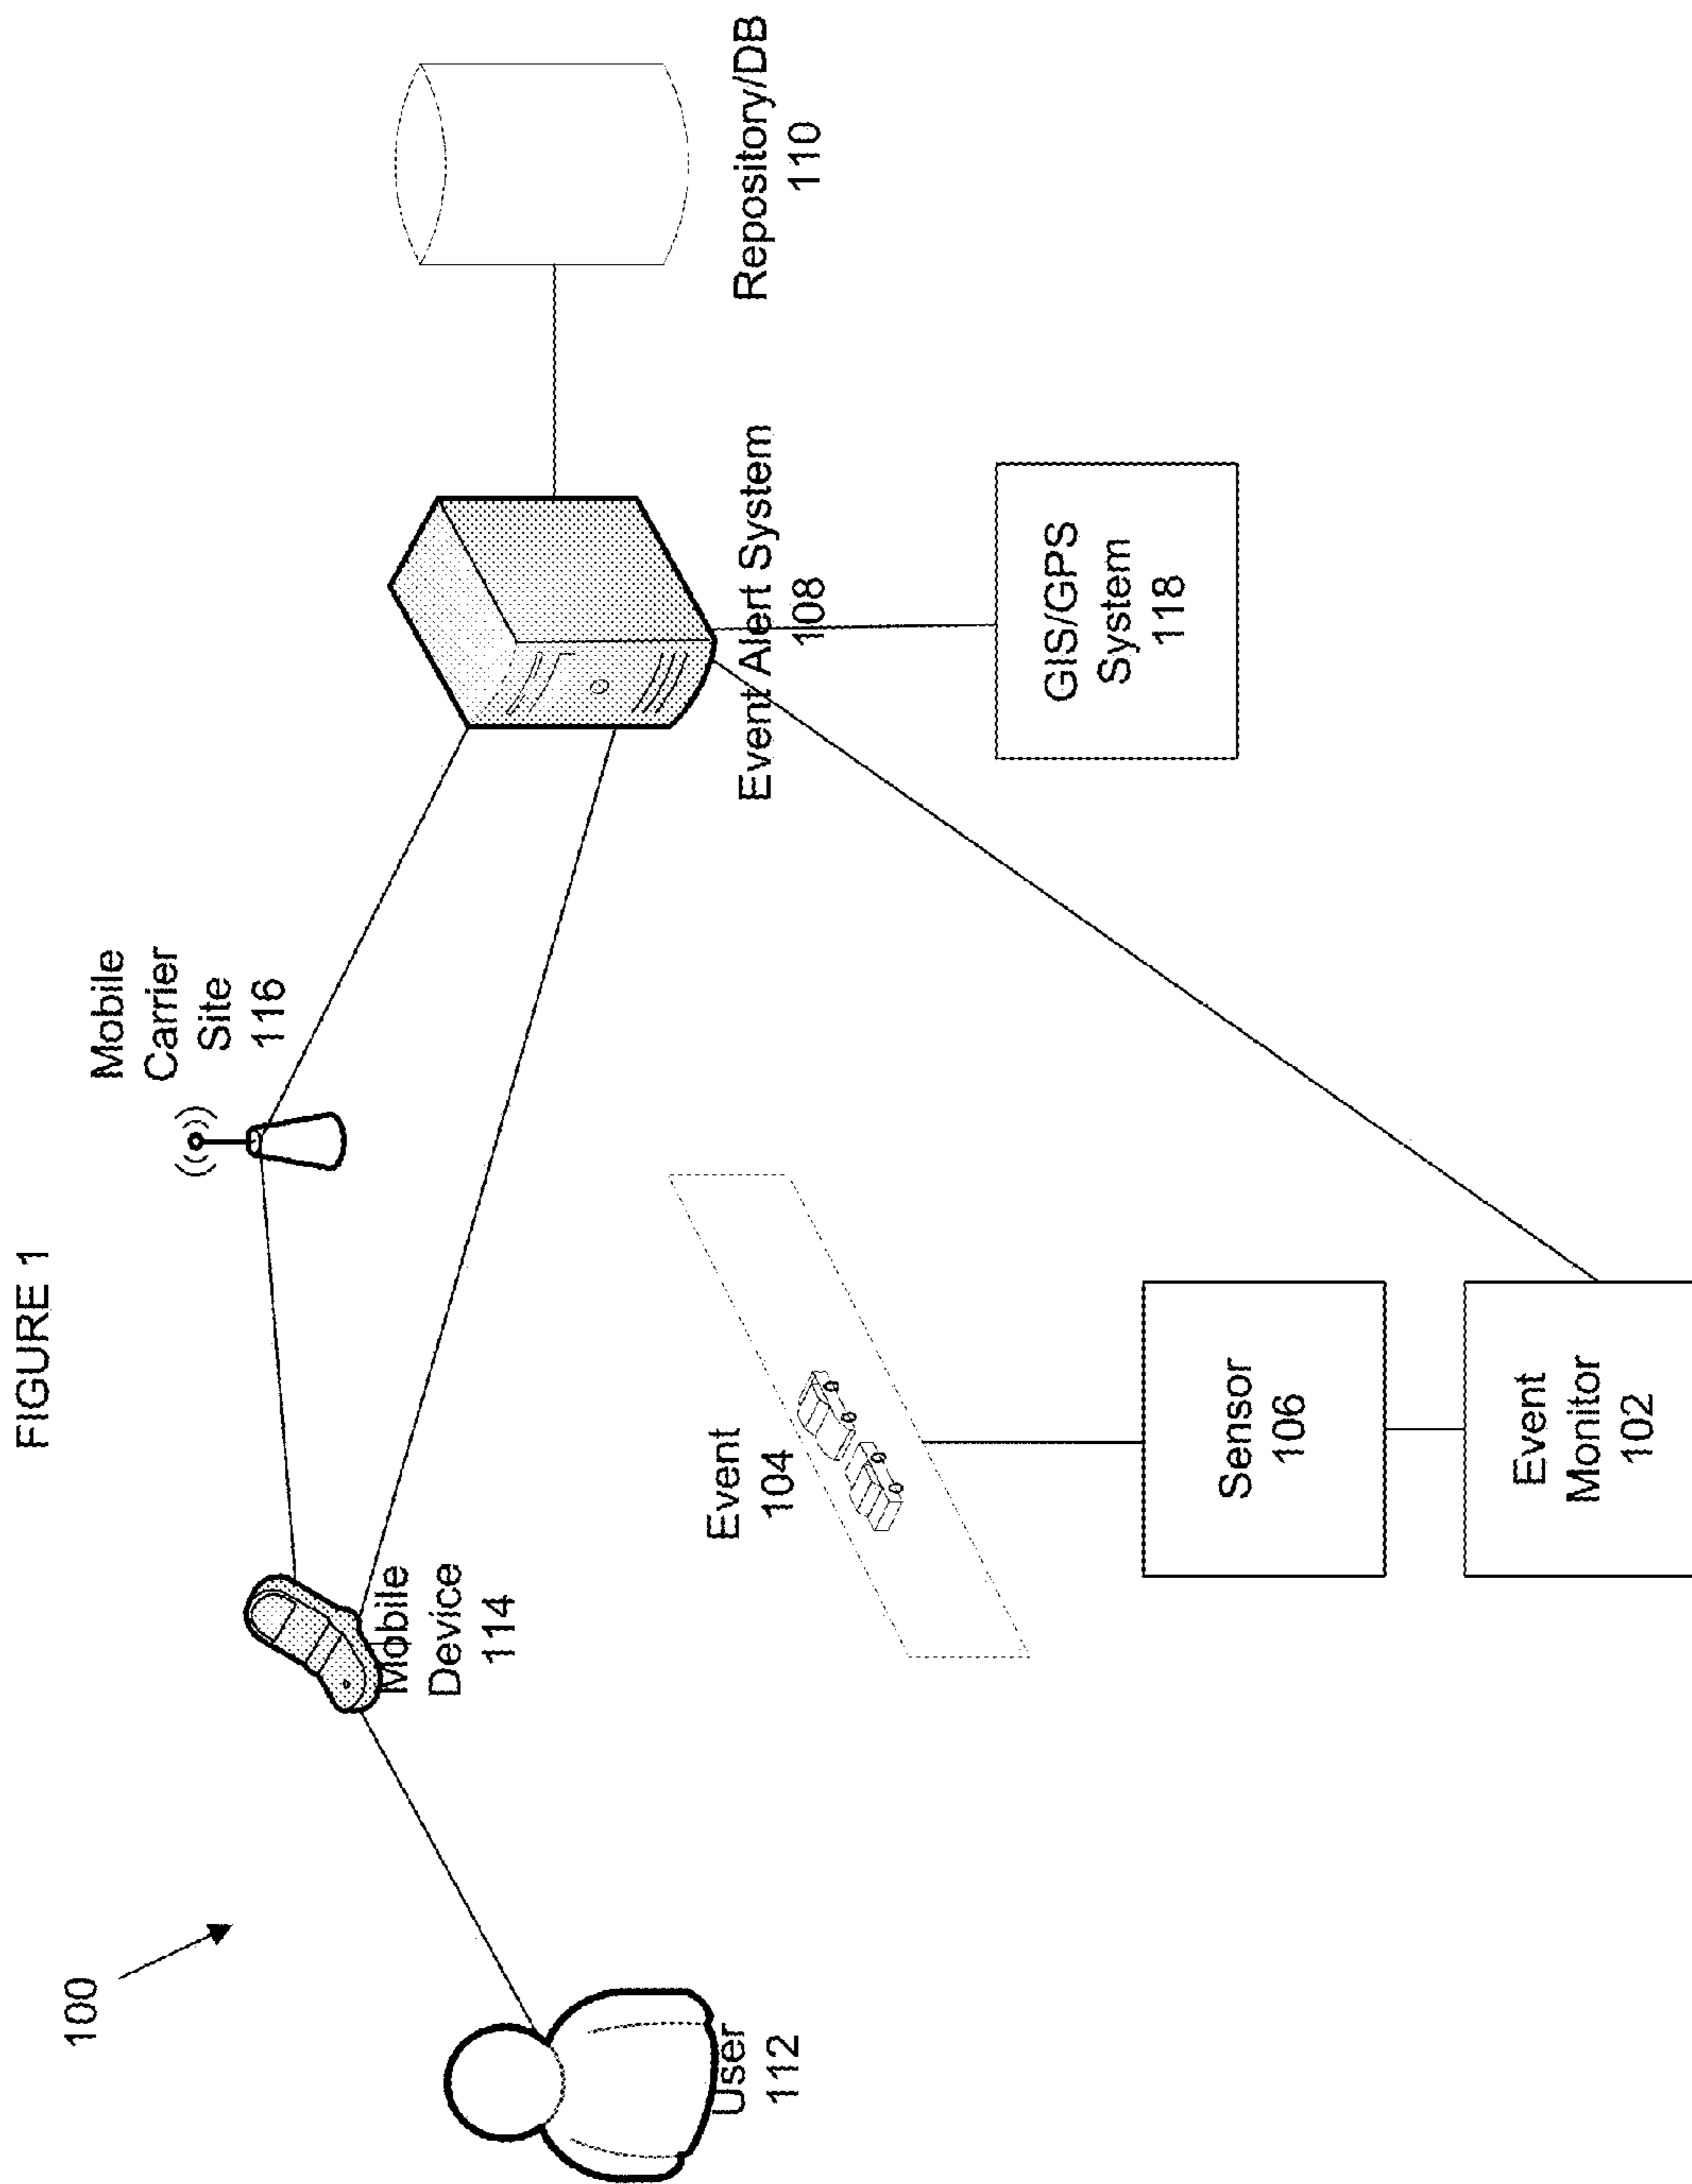 FIGURE 1
100
Mobile
Carrier
Site
116
Mobile
Device
114
User
112
Event
104
Event Alert System
108
Repository/DB
110
GIS/GPS
System
118
Sensor
106
Event
Monitor
102